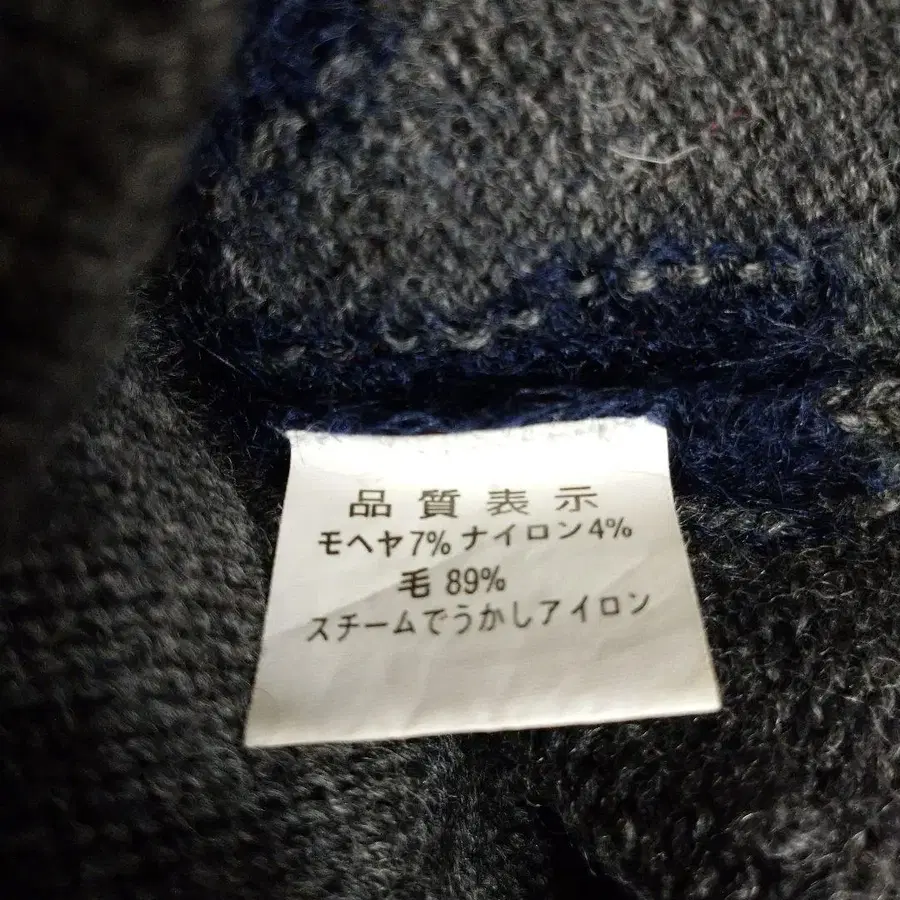 品質表示
モヘヤ7% ナイロン4%
毛 89%
スチームでうかしアイロン